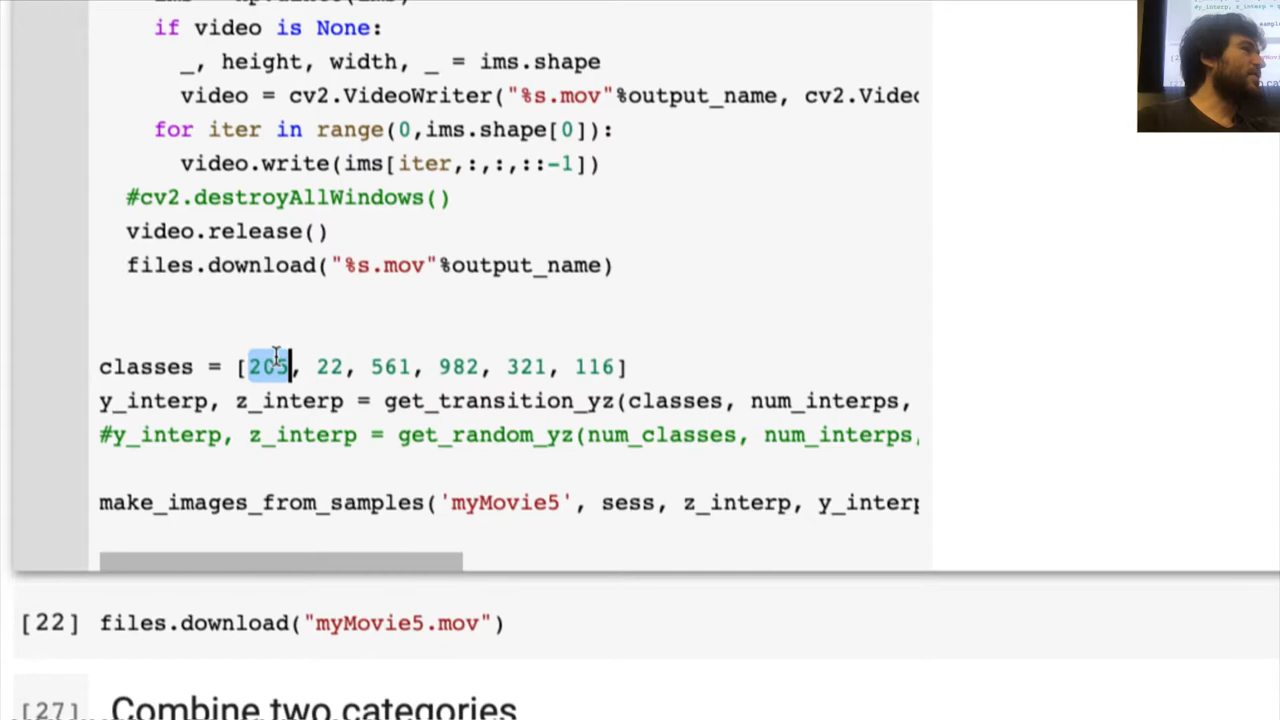 if video is None:
_, height, width, _ = ims.shape
video = cv2.VideoWriter("%s.mov"%output_name, cv2.Videc
for iter in range(0,ims.shape[0]):
video.write(ims[iter,:,:,::-1])
#cv2.destroyAllWindows()
video.release()
files.download("%s.mov"%output_name)
classes = [205, 22, 561, 982, 321, 116]
y_interp, z_interp = get_transition_yz(classes, num_interps,
#y_interp, z_interp = get_random_yz(num_classes, num_interps,
make_images_from_samples('myMovie5', sess, z_interp, y_interp
[22] files.download("myMovie5.mov")
[27] Combine two categories